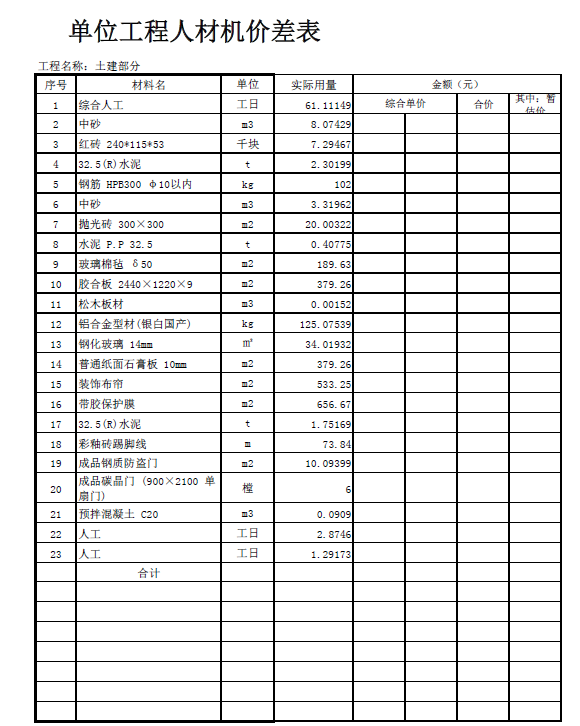 单位工程人材机价差表
工程名称：土建部分
序号 材料名 单位 实际用量 金额（元）
综合单价 合价 其中：暂估价
1 综合人工 工日 61.11149
2 中砂 m3 8.07429
3 红砖 240*115*53 千块 7.29467
4 32.5(R)水泥 t 2.30199
5 钢筋 HPB300 φ10以内 kg 102
6 中砂 m3 3.31962
7 抛光砖 300×300 m2 20.00322
8 水泥 P.P 32.5 t 0.40775
9 玻璃棉毡 δ50 m2 189.63
10 胶合板 2440×1220×9 m2 379.26
11 松木板材 m3 0.00152
12 铝合金型材(银白国产) kg 125.07539
13 钢化玻璃 14mm ㎡ 34.01932
14 普通纸面石膏板 10mm m2 379.26
15 装饰布帘 m2 533.25
16 带胶保护膜 m2 656.67
17 32.5(R)水泥 t 1.75169
18 彩釉砖踢脚线 m 73.84
19 成品钢质防盗门 m2 10.09399
20 成品碳晶门 (900×2100 单
扇门) 樘 6
21 预拌混凝土 C20 m3 0.0909
22 人工 工日 2.8746
23 人工 工日 1.29173
合计